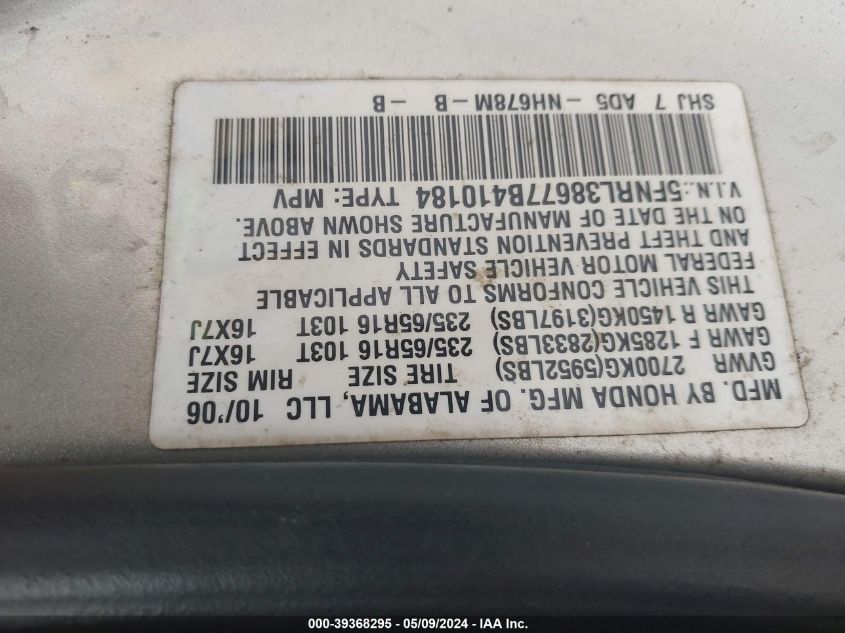 MFD. BY HONDA MFG. OF ALABAMA, LLC 10/'06
GVWR TIRE SIZE RIM SIZE
2700KG(5952LBS)
GAWR F 1285KG(2833LBS) 235/65R16 103T 16X7J
GAWR R 1450KG(3197LBS) 235/65R16 103T 16X7J
THIS VEHICLE CONFORMS TO ALL APPLICABLE
FEDERAL MOTOR VEHICLE SAFETY
AND THEFT PREVENTION STANDARDS IN EFFECT
ON THE DATE OF MANUFACTURE SHOWN ABOVE.
V.I.N.:5FNRL38677B410184 TYPE: MPV
SHJ 7 AD5 -NH678M - B - B
000-39368295 - 05/09/2024 - IAA Inc.